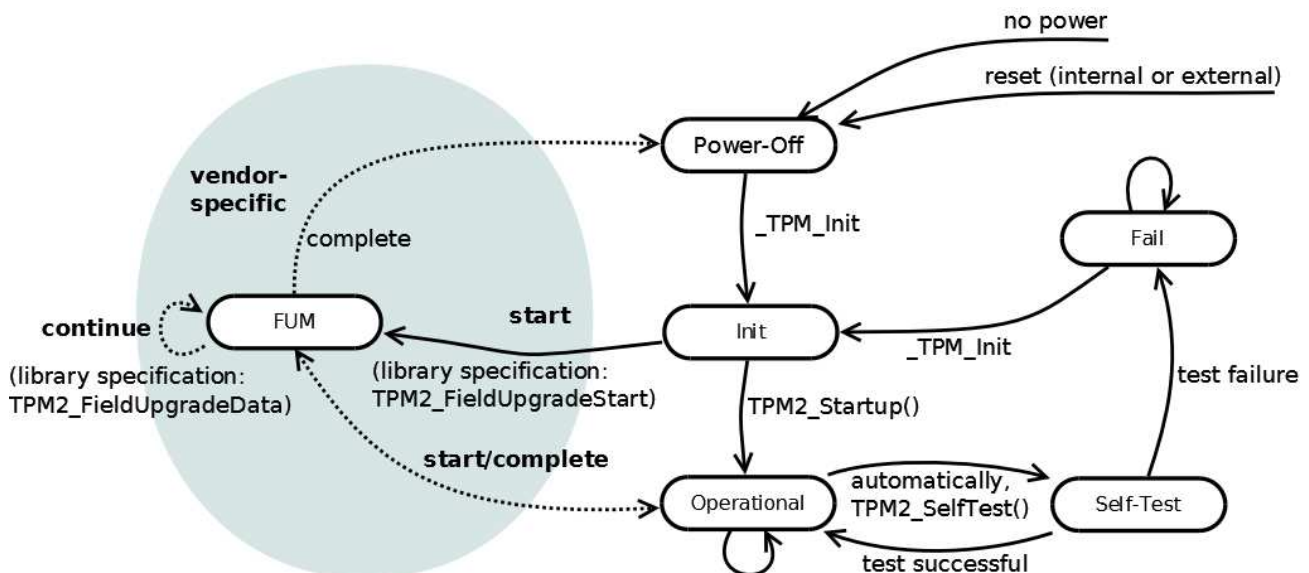 no power
reset (internal or external)
Power-Off
vendor-
specific
_TPM_Init
Fail
complete
continue
FUM
start
Init
_TPM_Init
(library specification:
TPM2_FieldUpgradeData)
(library specification:
TPM2_FieldUpgradeStart)
test failure
TPM2_Startup()
start/complete
Operational
automatically,
TPM2_SelfTest()
Self-Test
test successful